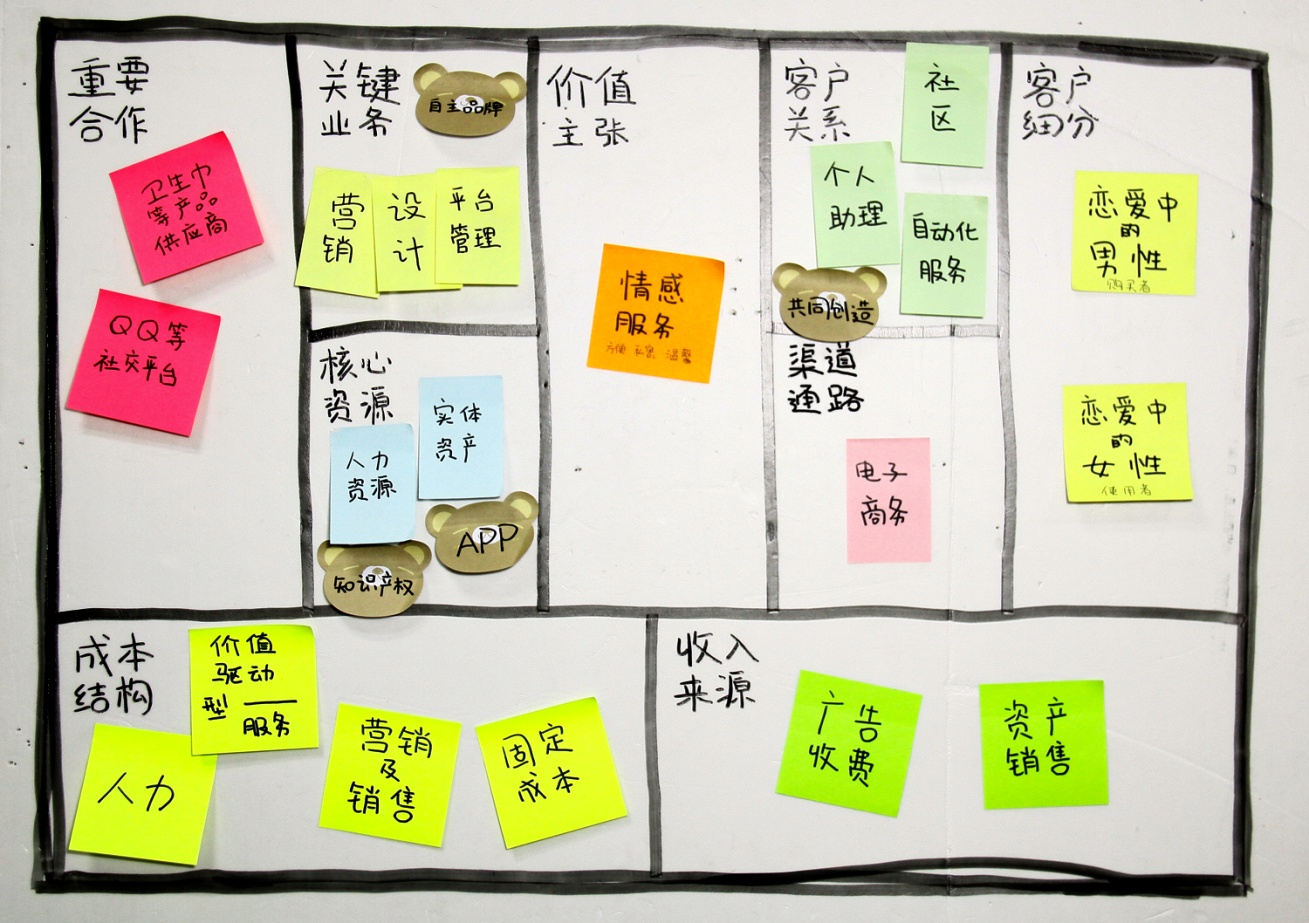 重要
合作
卫生巾
等产品
供应商
QQ等
社交平台
关键
业务
自主品牌
营
销
设
计
平台
管理
核心
资源
实体
资产
人力
资源
APP
知识产权
价值
主张
情感
服务
方便 私密 温馨
客户
关系
社
区
个人
助理
自动化
服务
共同创造
渠道
通路
电子
商务
客户
细分
恋爱中
的
男性
购买者
恋爱中
的
女性
使用者
成本
结构
价值
驱动
型——
服务
人力
营销
及
销售
固定
成本
收入
来源
广告
收费
资产
销售